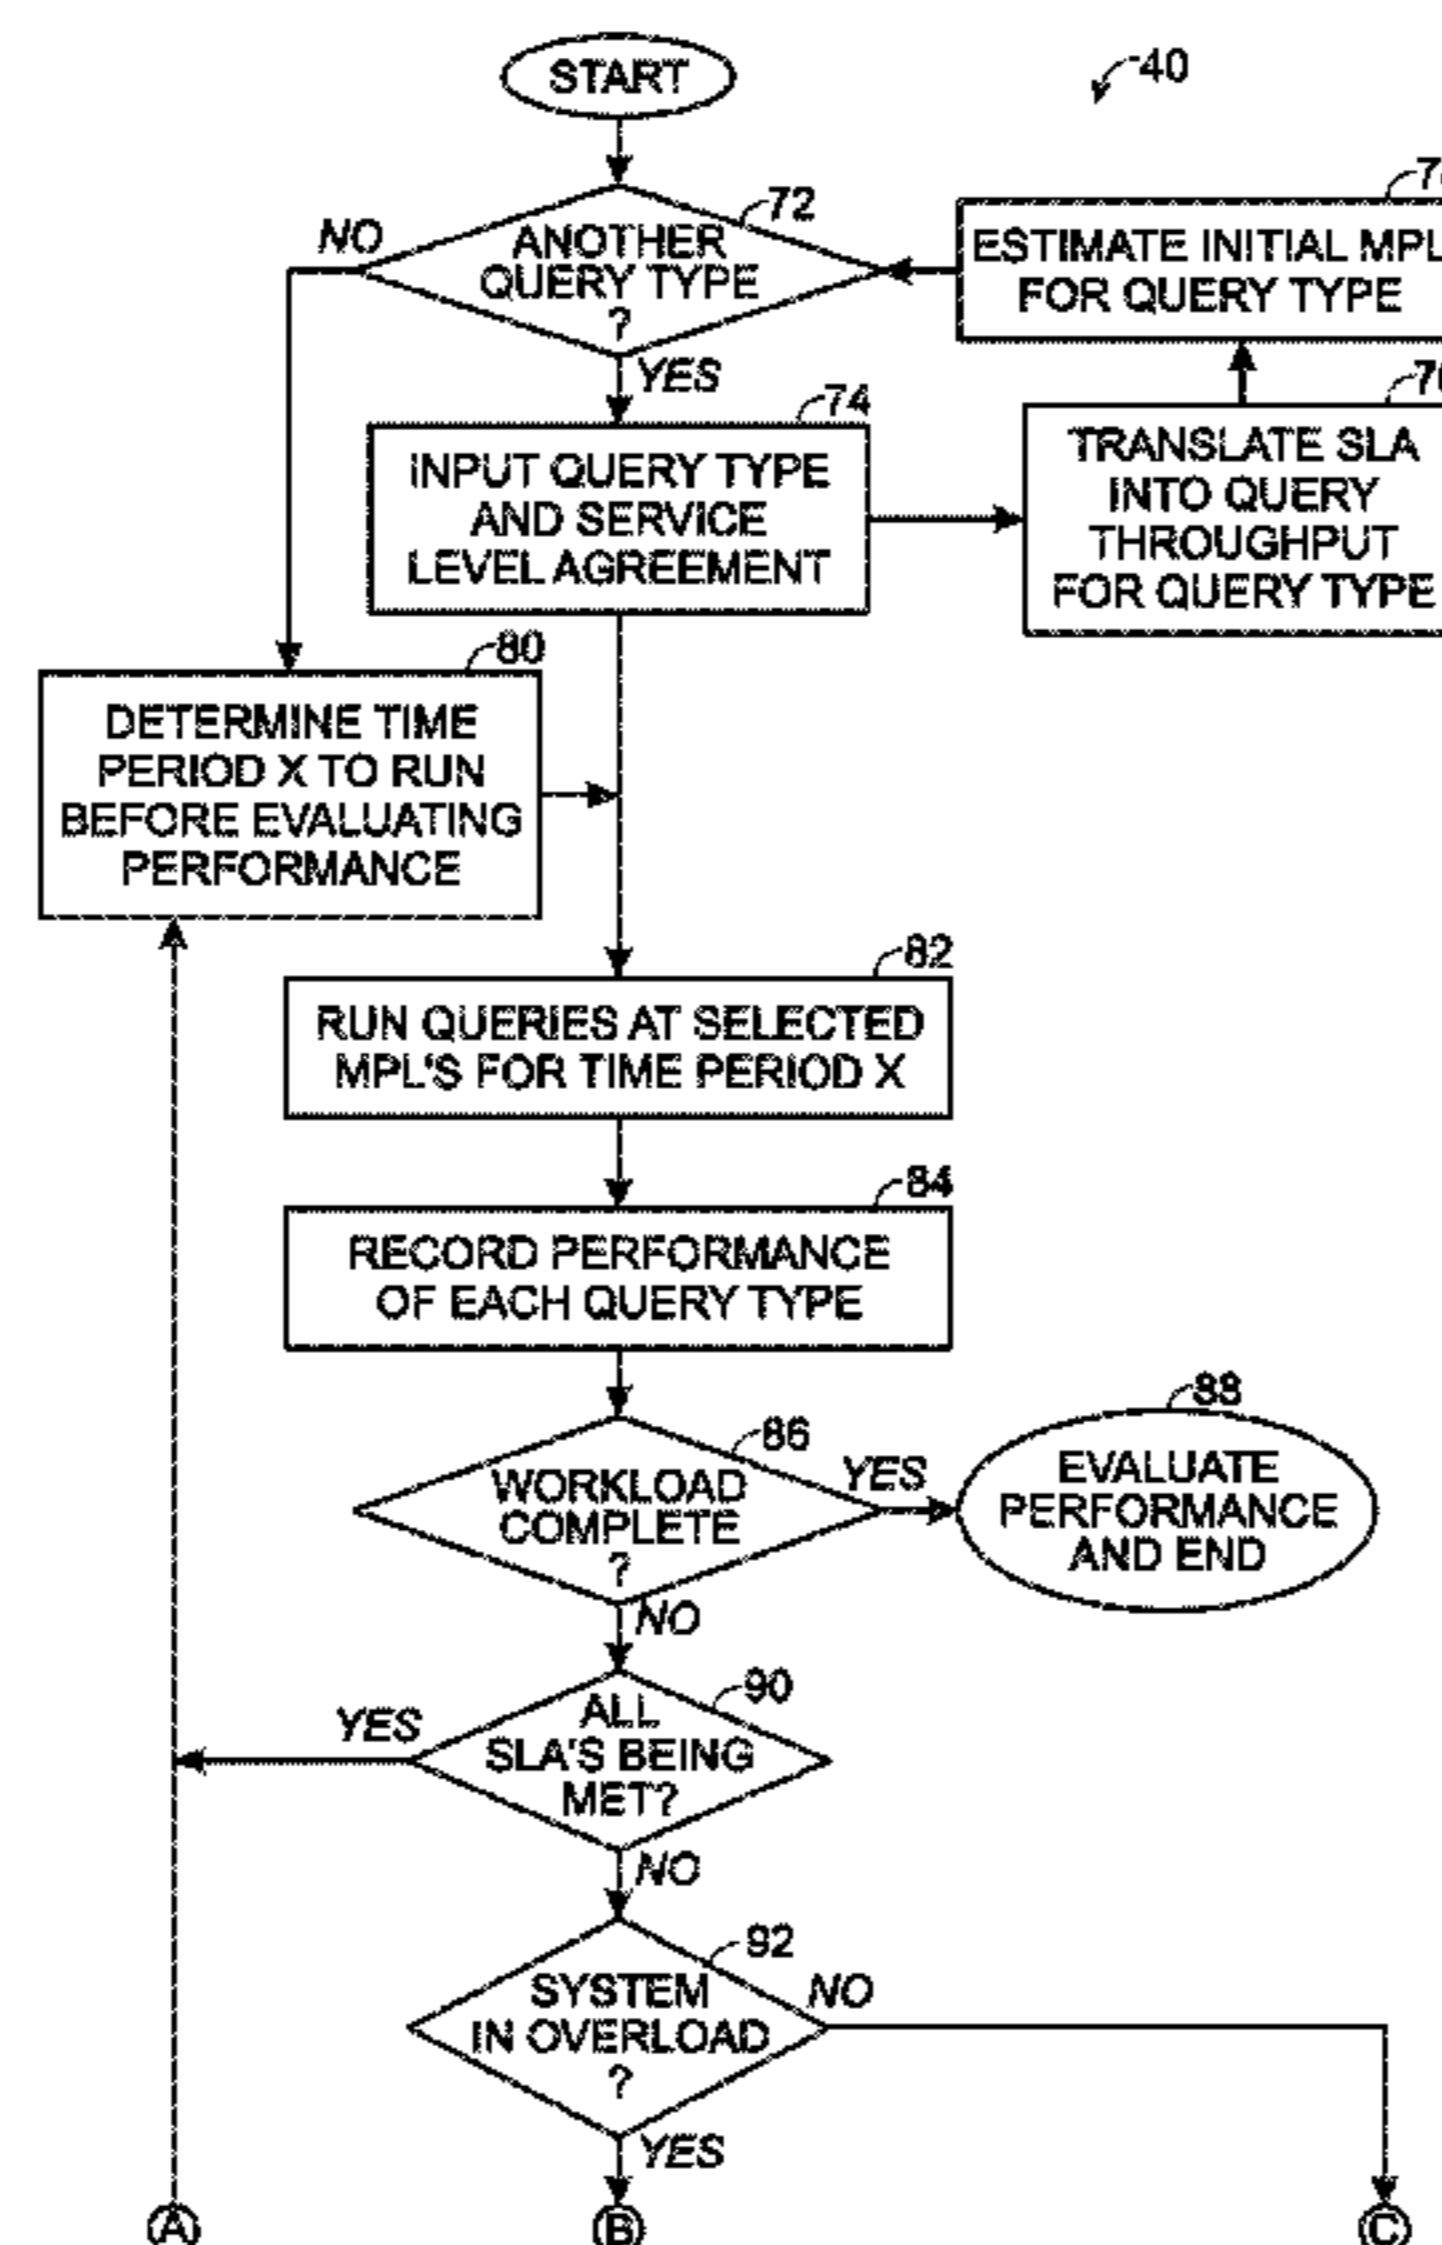 START
40
72
NO
ANOTHER
QUERY TYPE
?
YES
ESTIMATE INITIAL MPL
FOR QUERY TYPE
74
INPUT QUERY TYPE
AND SERVICE
LEVEL AGREEMENT
TRANSLATE SLA
INTO QUERY
THROUGHPUT
FOR QUERY TYPE
80
DETERMINE TIME
PERIOD X TO RUN
BEFORE EVALUATING
PERFORMANCE
82
RUN QUERIES AT SELECTED
MPL'S FOR TIME PERIOD X
84
RECORD PERFORMANCE
OF EACH QUERY TYPE
86
WORKLOAD
COMPLETE
?
YES
88
EVALUATE
PERFORMANCE
AND END
NO
90
YES
ALL
SLA'S BEING
MET?
NO
92
SYSTEM
IN OVERLOAD
?
NO
YES
A
B
C